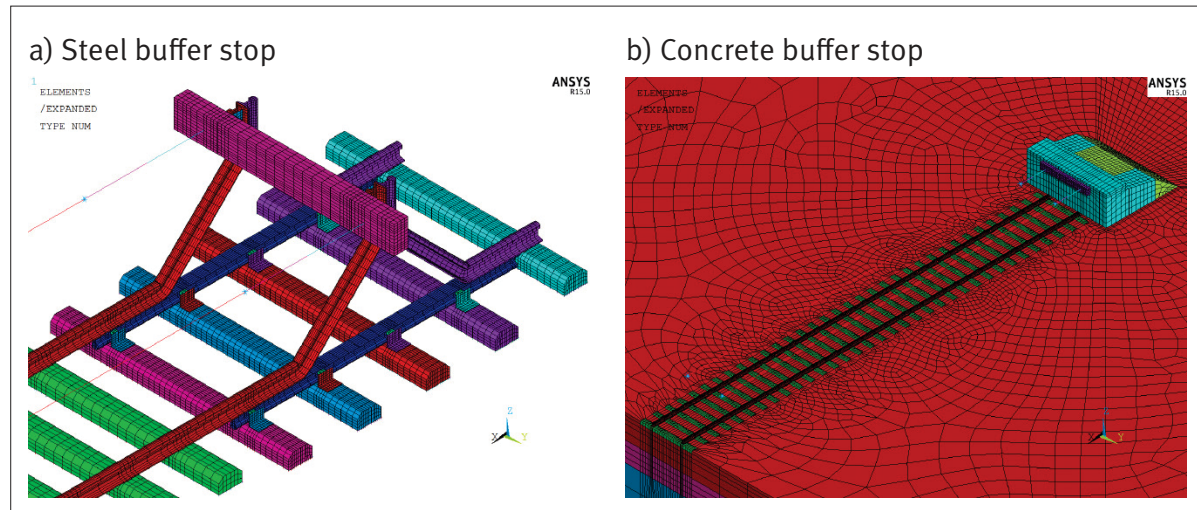 a) Steel buffer stop
1
ELEMENTS
/EXPANDED
TYPE NUM
ANSYS
R15.0
Z
X
Y
b) Concrete buffer stop
ELEMENTS
/EXPANDED
TYPE NUM
ANSYS
R15.0
Z
X
Y